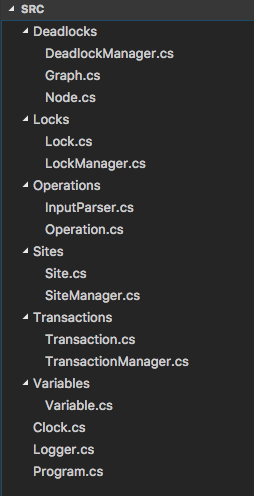 SRC
Deadlocks
DeadlockManager.cs
Graph.cs
Node.cs
Locks
Lock.cs
LockManager.cs
Operations
InputParser.cs
Operation.cs
Sites
Site.cs
SiteManager.cs
Transactions
Transaction.cs
TransactionManager.cs
Variables
Variable.cs
Clock.cs
Logger.cs
Program.cs